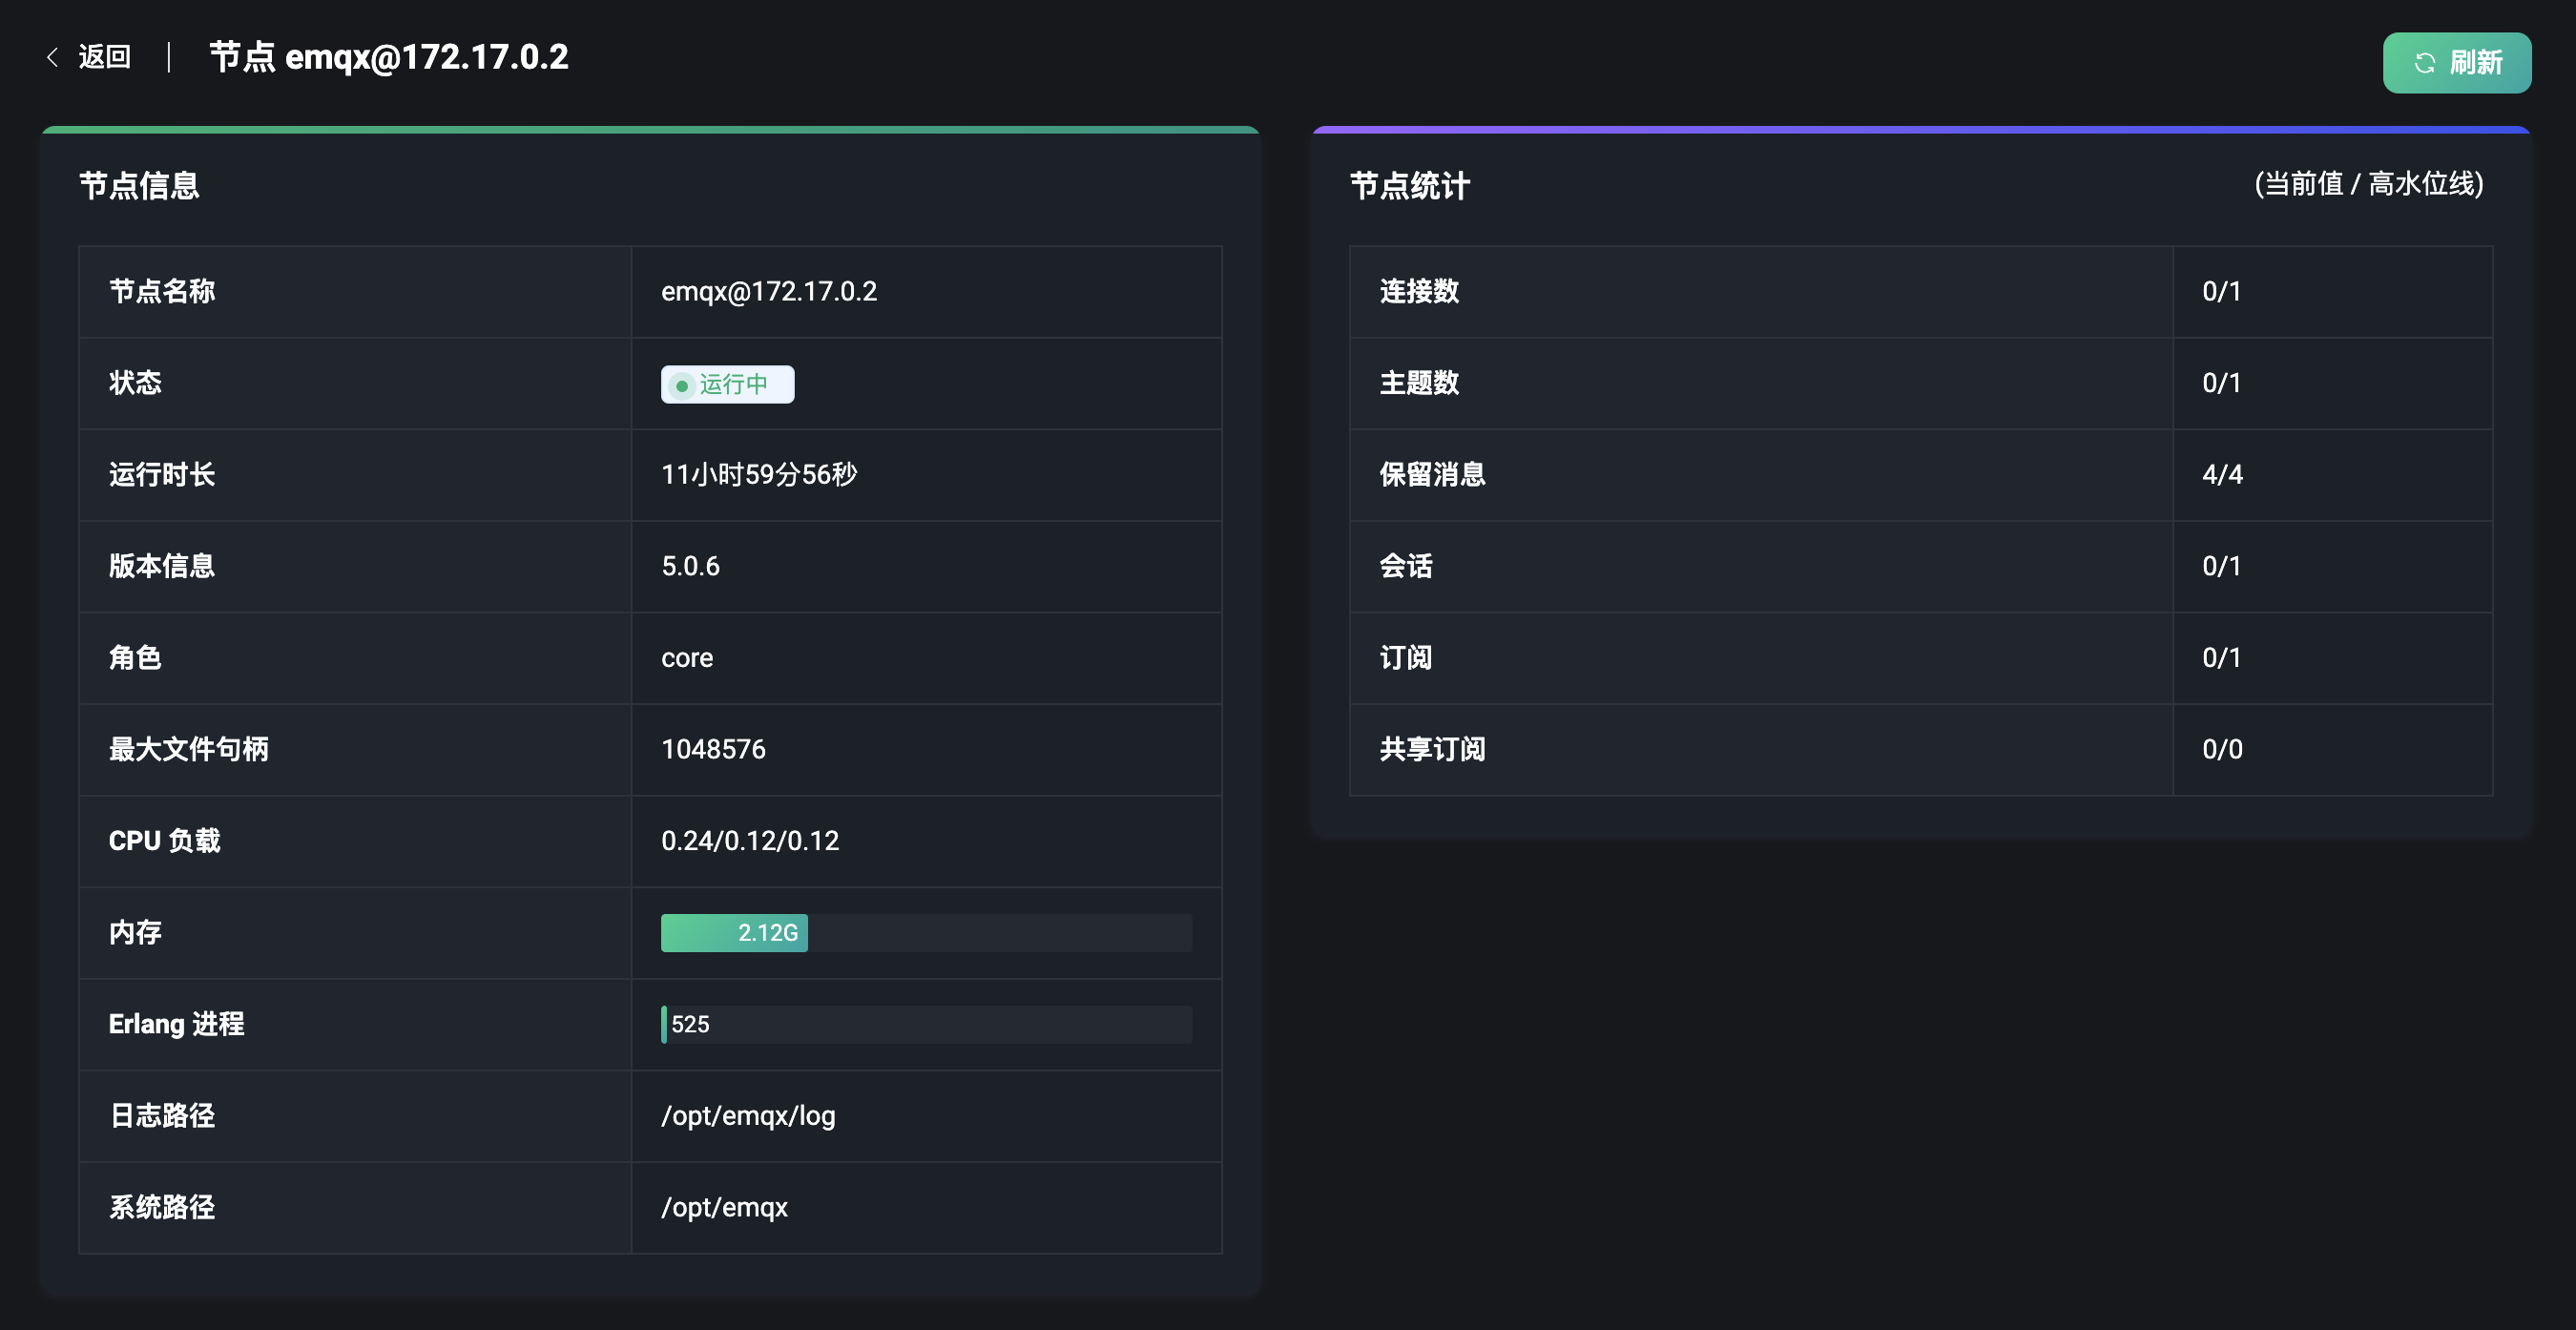 返回 节点 emqx@172.17.0.2
刷新
节点信息
节点名称 emqx@172.17.0.2
状态 运行中
运行时长 11小时59分56秒
版本信息 5.0.6
角色 core
最大文件句柄 1048576
CPU 负载 0.24/0.12/0.12
内存 2.12G
Erlang 进程 525
日志路径 /opt/emqx/log
系统路径 /opt/emqx
节点统计 (当前值 / 高水位线)
连接数 0/1
主题数 0/1
保留消息 4/4
会话 0/1
订阅 0/1
共享订阅 0/0